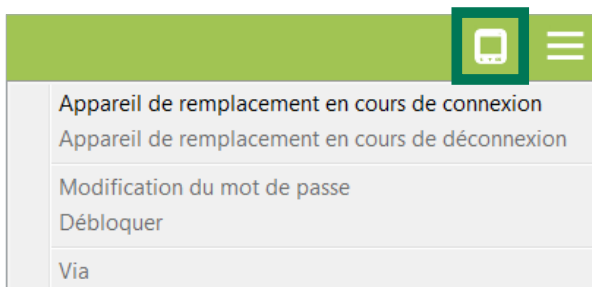 Appareil de remplacement en cours de connexion
Appareil de remplacement en cours de déconnexion
Modification du mot de passe
Débloquer
Via